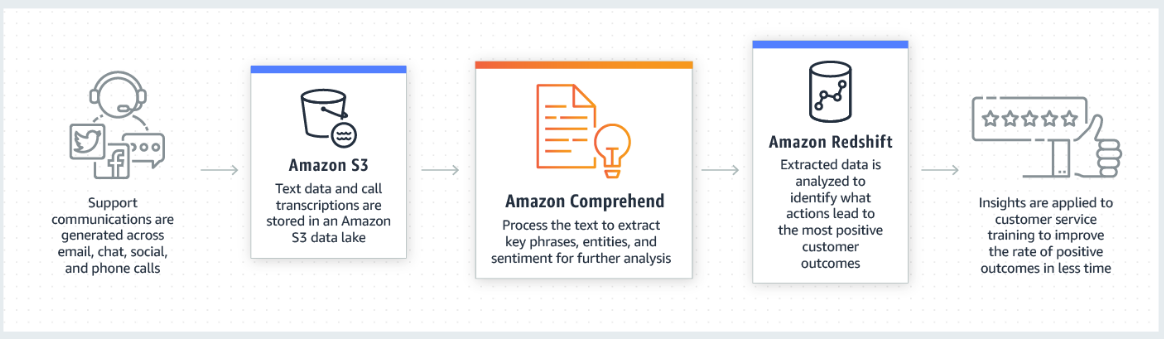 Support
communications are
generated across
email, chat, social,
and phone calls
Amazon S3
Text data and call
transcriptions are
stored in an Amazon
S3 data lake
Amazon Comprehend
Process the text to extract
key phrases, entities, and
sentiment for further analysis
Amazon Redshift
Extracted data is
analyzed to
identify what
actions lead to
the most positive
customer
outcomes
Insights are applied to
customer service
training to improve
the rate of positive
outcomes in less time